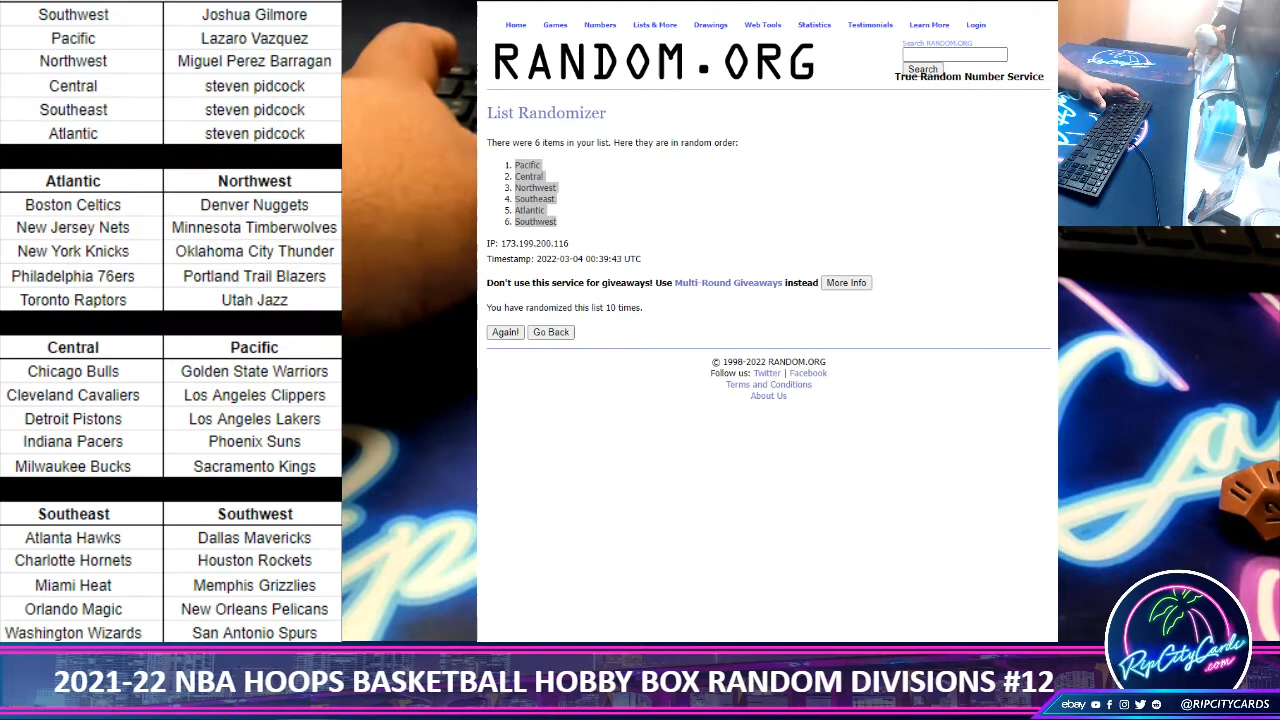 Southwest Joshua Gilmore
Pacific Lazaro Vazquez
Northwest Miguel Perez Barragan
Central steven pidcock
Southeast steven pidcock
Atlantic steven pidcock
Atlantic Northwest
Boston Celtics Denver Nuggets
New Jersey Nets Minnesota Timberwolves
New York Knicks Oklahoma City Thunder
Philadelphia 76ers Portland Trail Blazers
Toronto Raptors Utah Jazz
Central Pacific
Chicago Bulls Golden State Warriors
Cleveland Cavaliers Los Angeles Clippers
Detroit Pistons Los Angeles Lakers
Indiana Pacers Phoenix Suns
Milwaukee Bucks Sacramento Kings
Southeast Southwest
Atlanta Hawks Dallas Mavericks
Charlotte Hornets Houston Rockets
Miami Heat Memphis Grizzlies
Orlando Magic New Orleans Pelicans
Washington Wizards San Antonio Spurs
Home Games Numbers Lists & More Drawings Web Tools Statistics Testimonials Learn More Login
Search RANDOM.ORG
Search
RANDOM.ORG
True Random Number Service
List Randomizer
There were 6 items in your list. Here they are in random order:
1. Pacific
2. Central
3. Northwest
4. Southeast
5. Atlantic
6. Southwest
IP: 173.199.200.116
Timestamp: 2022-03-04 00:39:43 UTC
Don't use this service for giveaways! Use Multi-Round Giveaways instead More Info
You have randomized this list 10 times.
Again! Go Back
© 1998-2022 RANDOM.ORG
Follow us: Twitter | Facebook
Terms and Conditions
About Us
RipCityCards
.com
2021-22 NBA HOOPS BASKETBALL HOBBY BOX RANDOM DIVISIONS #12
ebay @RIPCITYCARDS